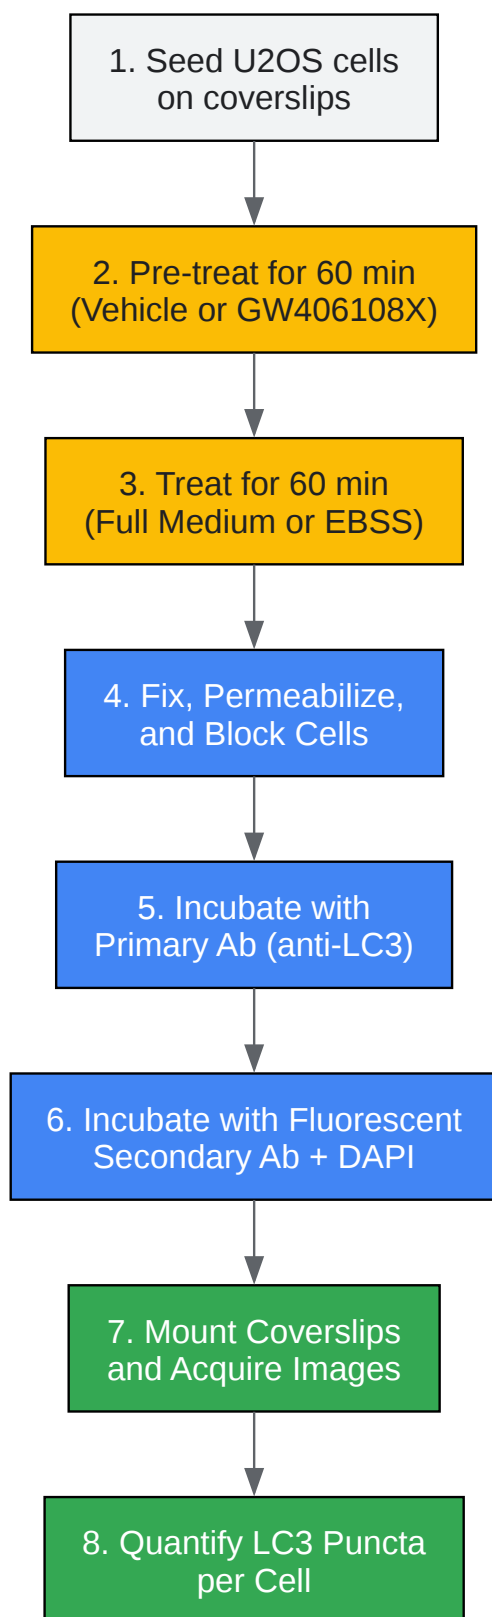 1. Seed U2OS cells
on coverslips
2. Pre-treat for 60 min
(Vehicle or GW406108X)
3. Treat for 60 min
(Full Medium or EBSS)
4. Fix, Permeabilize,
and Block Cells
5. Incubate with
Primary Ab (anti-LC3)
6. Incubate with Fluorescent
Secondary Ab + DAPI
7. Mount Coverslips
and Acquire Images
8. Quantify LC3 Puncta
per Cell